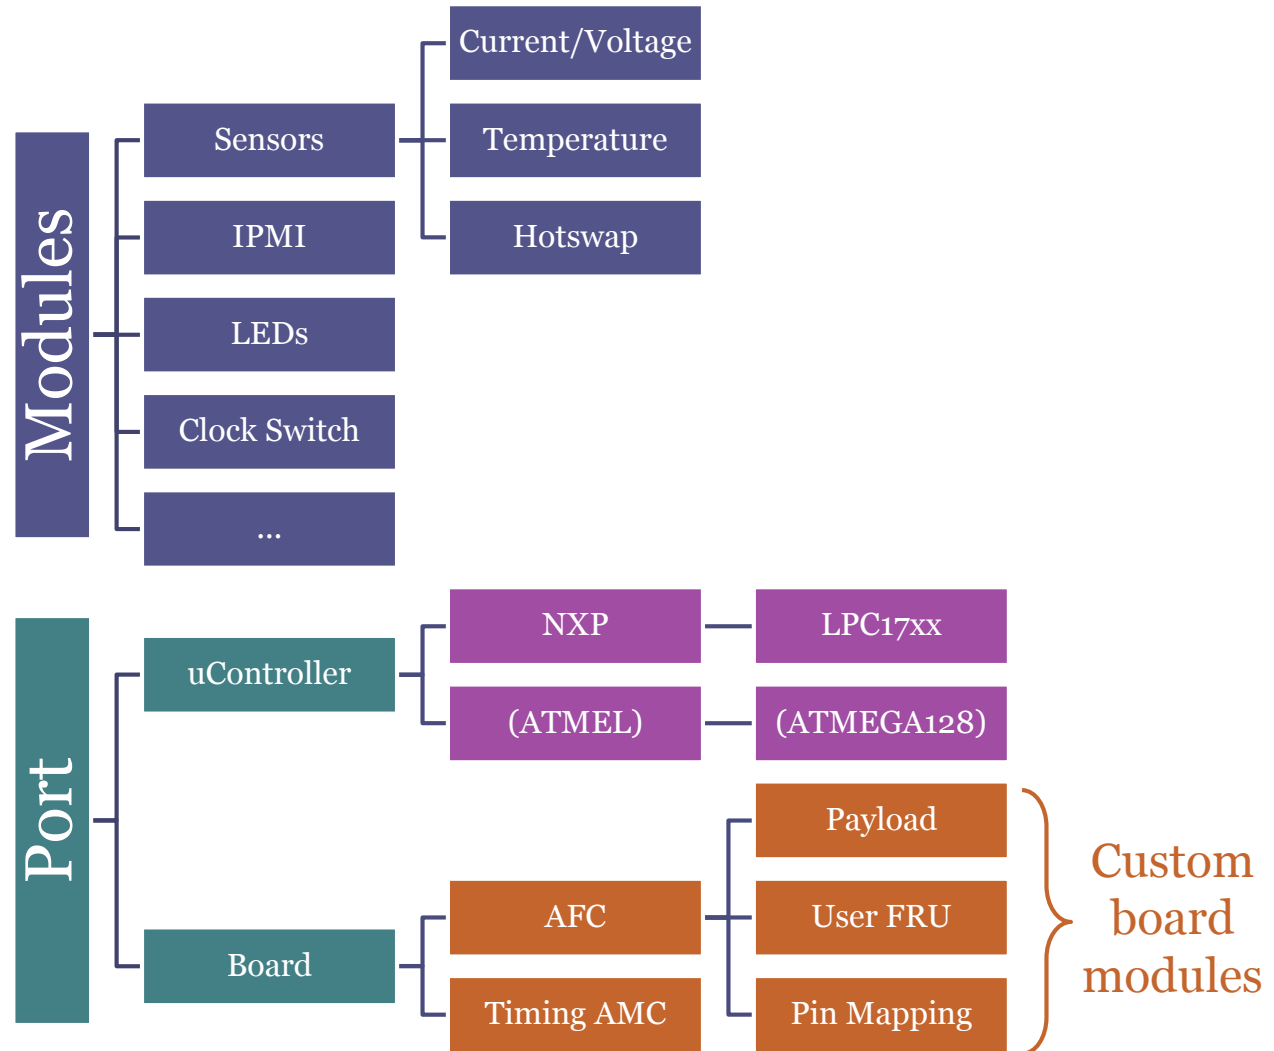 Modules
Sensors
Current/Voltage
Temperature
Hotswap
IPMI
LEDs
Clock Switch
...
Port
uController
NXP
LPC17xx
(ATMEL)
(ATMEGA128)
Board
AFC
Payload
User FRU
Pin Mapping
Timing AMC
Custom
board
modules